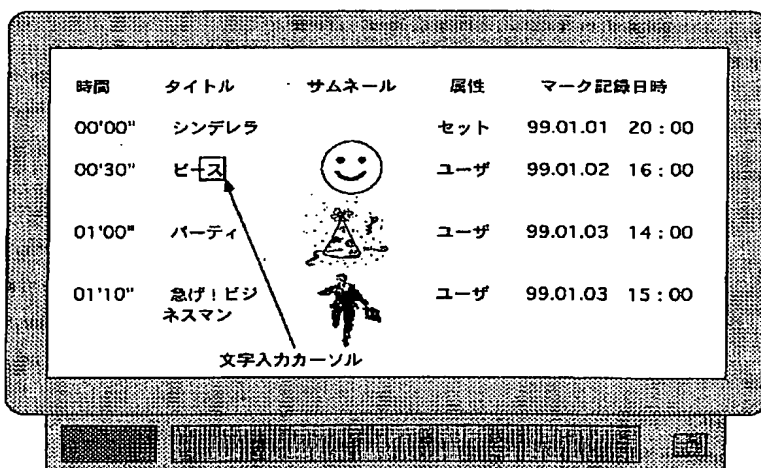 時間 タイトル サムネール 属性 マーク記録日時
00'00" シンデレラ セット 99.01.01 20:00
00'30" ピース ユーザ 99.01.02 16:00
01'00" パーティ ユーザ 99.01.03 14:00
01'10" 急げ!ビジ ユーザ 99.01.03 15:00
ネスマン
文字入力カーソル